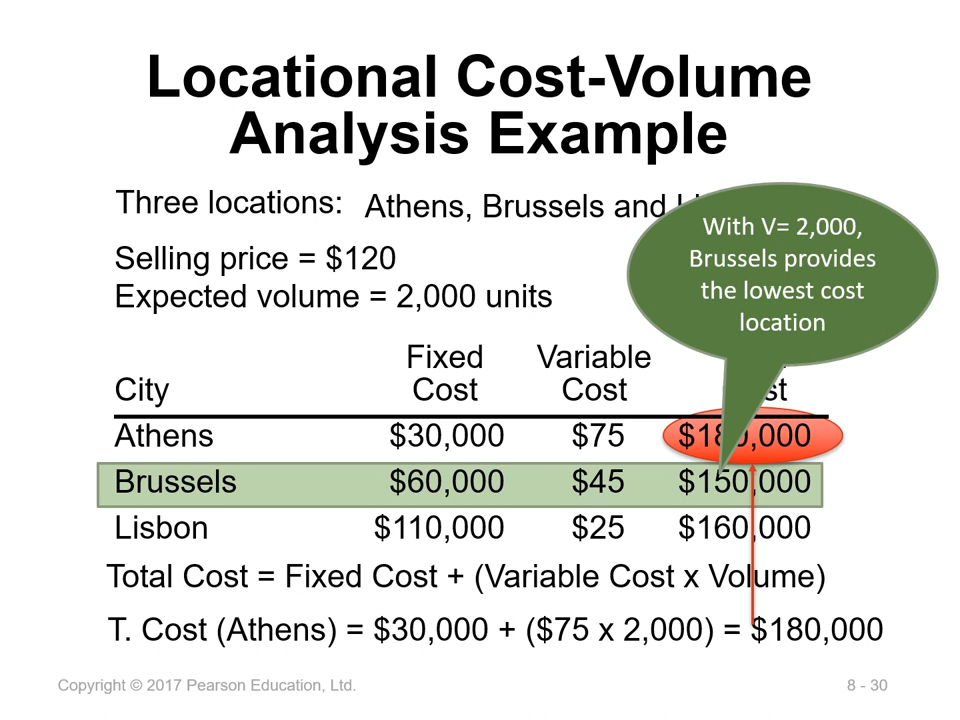 Locational Cost-Volume
Analysis Example
Three locations: Athens, Brussels and
Selling price = $120
Expected volume = 2,000 units
With V= 2,000,
Brussels provides
the lowest cost
location
Fixed Variable
City Cost Cost
Athens $30,000 $75 $180,000
Brussels $60,000 $45 $150,000
Lisbon $110,000 $25 $160,000
Total Cost = Fixed Cost + (Variable Cost x Volume)
T. Cost (Athens) = $30,000 + ($75 x 2,000) = $180,000
Copyright © 2017 Pearson Education, Ltd. 8 - 30